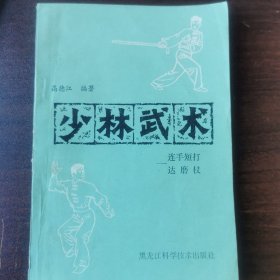 高德江 编著
少林武术
—连手短打
达磨杖
黑龙江科学技术出版社